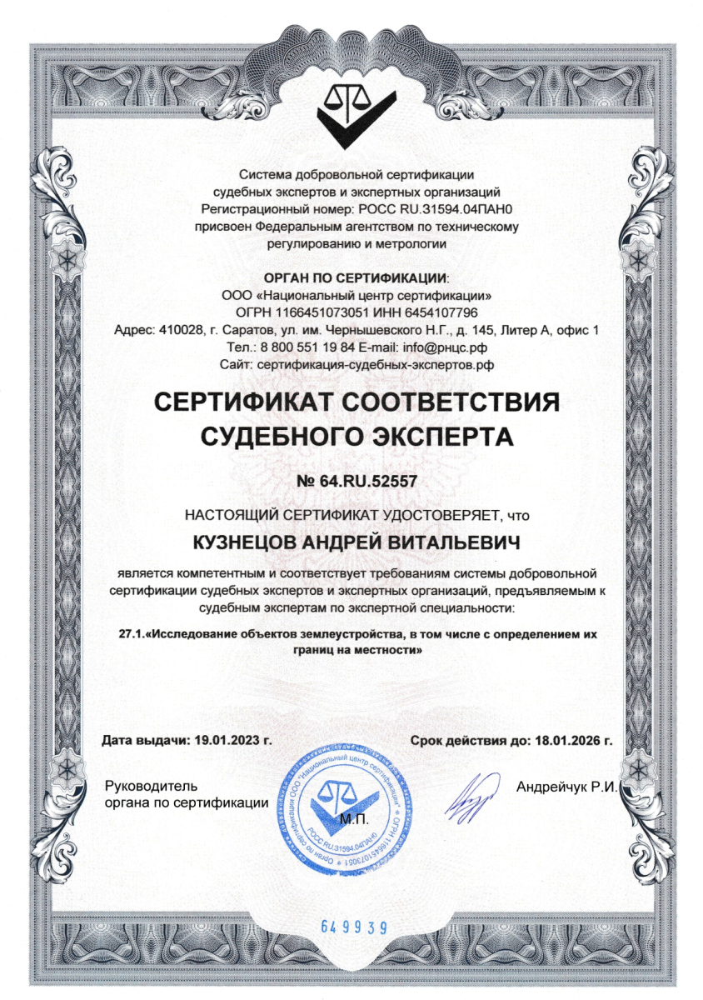 Система добровольной сертификации
судебных экспертов и экспертных организаций
Регистрационный номер: РОСС RU.31594.04ПАН0
присвоен Федеральным агентством по техническому
регулированию и метрологии
ОРГАН ПО СЕРТИФИКАЦИИ:
ООО «Национальный центр сертификации»
ОГРН 1166451073051 ИНН 6454107796
Адрес: 410028, г. Саратов, ул. им. Чернышевского Н.Г., д. 145, Литер А, офис 1
Тел.: 8 800 551 19 84 E-mail: info@рнцс.рф
Сайт: сертификация-судебных-экспертов.рф
СЕРТИФИКАТ СООТВЕТСТВИЯ
СУДЕБНОГО ЭКСПЕРТА
№ 64.RU.52557
НАСТОЯЩИЙ СЕРТИФИКАТ УДОСТОВЕРЯЕТ, что
КУЗНЕЦОВ АНДРЕЙ ВИТАЛЬЕВИЧ
является компетентным и соответствует требованиям системы добровольной
сертификации судебных экспертов и экспертных организаций, предъявляемым к
судебным экспертам по экспертной специальности:
27.1.«Исследование объектов землеустройства, в том числе с определением их
границ на местности»
Дата выдачи: 19.01.2023 г. Срок действия до: 18.01.2026 г.
Руководитель
органа по сертификации
Андрейчук Р.И.
М.П.
Орган по сертификации ООО "Национальный центр сертификации" * ОГРН 1166451073051 *
РОСС RU.31594.04ПАН0
649939